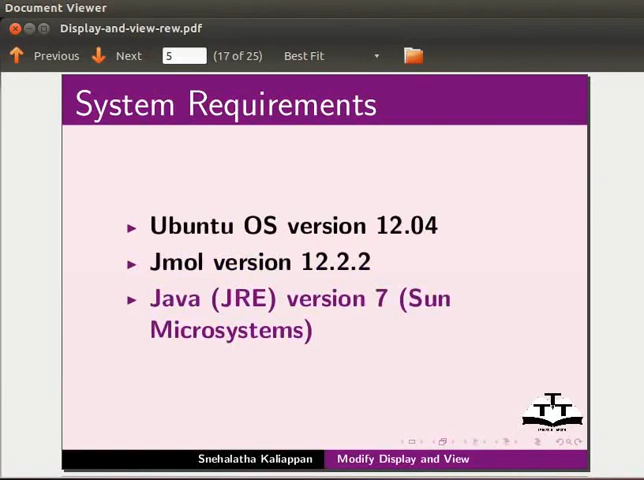 Document Viewer
Display-and-view-rew.pdf
Previous Next 5 (17 of 25) Best Fit
System Requirements
Ubuntu OS version 12.04
Jmol version 12.2.2
Java (JRE) version 7 (Sun
Microsystems)
Snehalatha Kaliappan Modify Display and View